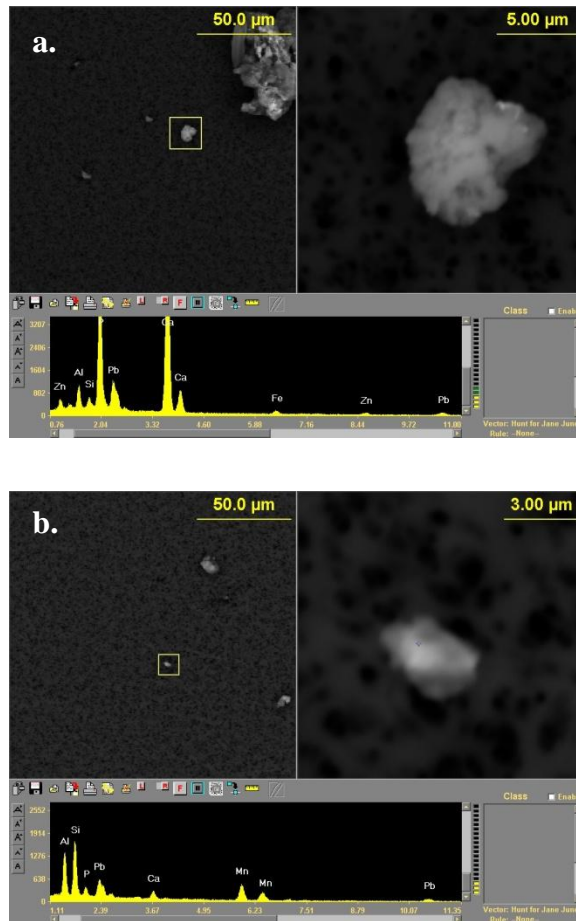 a.
50.0 µm
5.00 µm
Class
3207
2406
1604
802
0
Zn
Al
Si
Pb
Ca
Ca
Fe
Zn
Pb
0.76 2.04 3.32 4.60 5.88 7.16 8.44 9.72 11.00
Vector: Hunt for Jane June
Rule: --None--
b.
50.0 µm
3.00 µm
Class
2552
1914
1276
638
0
Al
Si
P
Pb
Ca
Mn
Mn
Pb
1.11 2.39 3.67 4.95 6.23 7.51 8.79 10.07 11.35
Rule: --None--